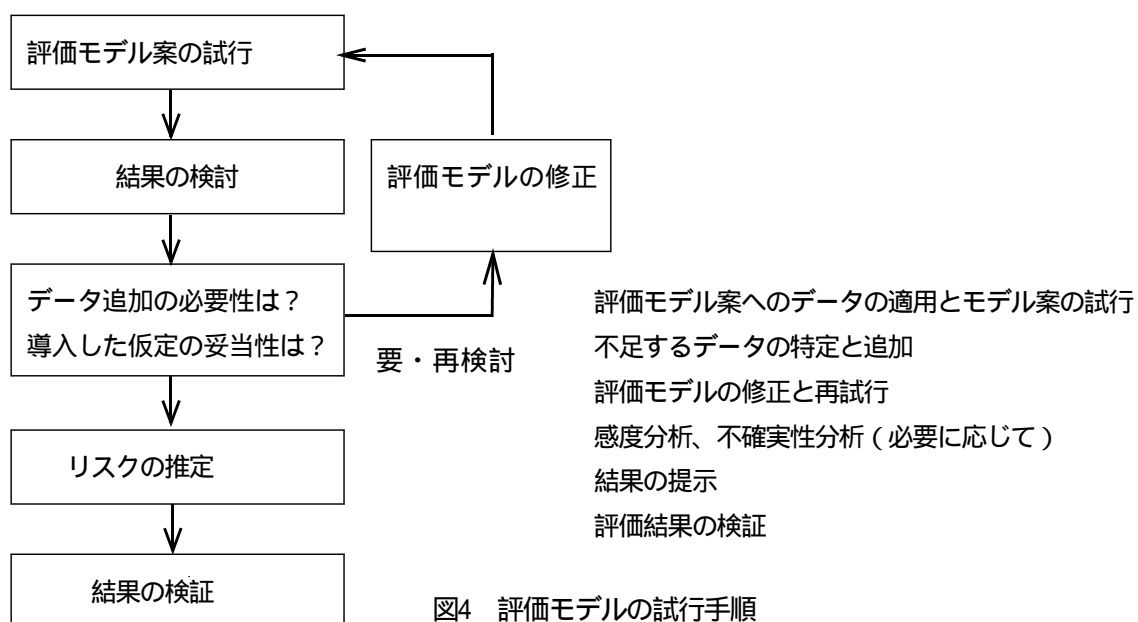 評価モデル案の試行
結果の検討
評価モデルの修正
データ追加の必要性は？
導入した仮定の妥当性は？
要・再検討
リスクの推定
結果の検証
評価モデル案へのデータの適用とモデル案の試行
不足するデータの特定と追加
評価モデルの修正と再試行
感度分析、不確実性分析（必要に応じて）
結果の提示
評価結果の検証
図4　評価モデルの試行手順